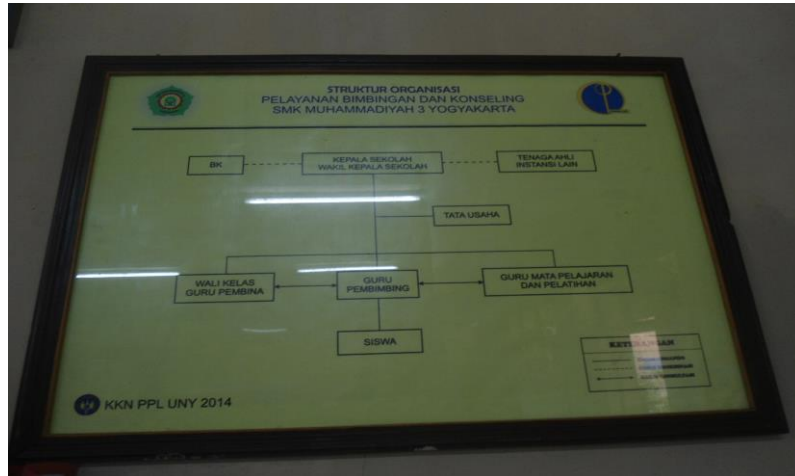 STRUKTUR ORGANISASI
PELAYANAN BIMBINGAN DAN KONSELING
SMK MUHAMMADIYAH 3 YOGYAKARTA
BK
KEPALA SEKOLAH
WAKIL KEPALA SEKOLAH
TENAGA AHLI
INSTANSI LAIN
TATA USAHA
WALI KELAS
GURU PEMBINA
GURU
PEMBIMBING
GURU MATA PELAJARAN
DAN PELATIHAN
SISWA
KETERANGAN
KKN PPL UNY 2014